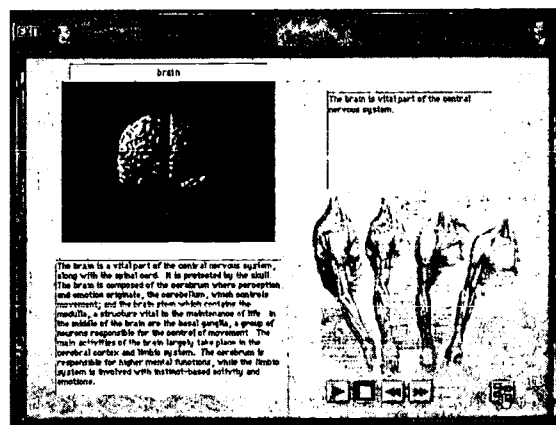 EXIT
brain
The brain is a vital part of the central nervous system,
along with the spinal cord. It is protected by the skull.
The brain is composed of the cerebrum where perception
and emotion originate, the cerebellum, which controls
movement; and the brain stem which contains the
medulla, a structure vital to the maintenance of life. In
the middle of the brain are the basal ganglia, a group of
neurons responsible for the control of movement. The
main activities of the brain largely take place in the
cerebral cortex and limbic system. The cerebrum is
responsible for higher mental functions, while the limbic
system is involved with instinct-based activity and
emotions.
The brain is vital part of the central
nervous system.